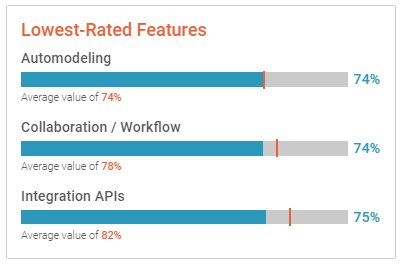 Lowest-Rated Features
Automodeling
74%
Average value of 74%
Collaboration / Workflow
74%
Average value of 78%
Integration APIs
75%
Average value of 82%